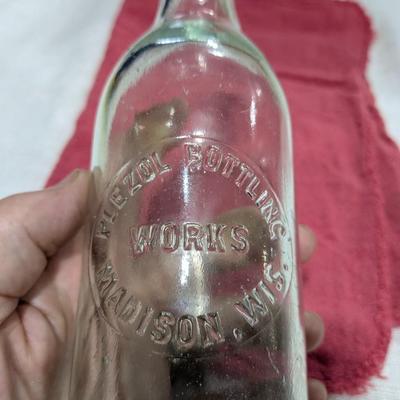 PLEZOL BOTTLING
WORKS
MADISON, WIS.